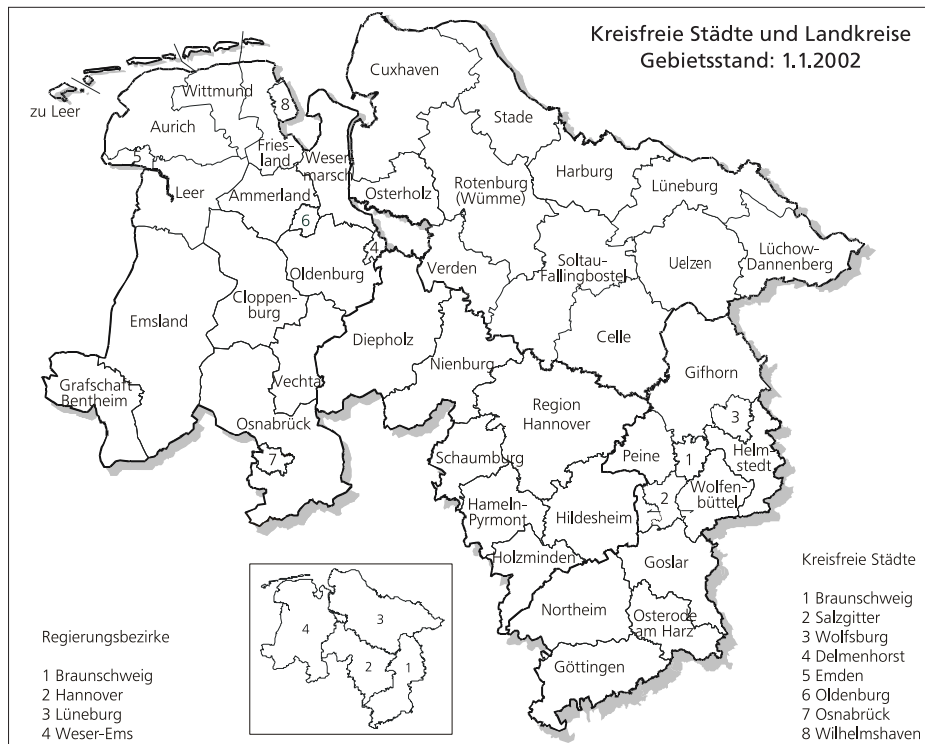 Kreisfreie Städte und Landkreise
Gebietsstand: 1.1.2002
zu Leer
Wittmund
Aurich
5
8
Fries-
land
Weser-
marsch
Leer
Ammerland
6
Cuxhaven
Stade
Osterholz
Rotenburg
(Wümme)
Harburg
Lüneburg
Lüchow-
Dannenberg
4
Oldenburg
Verden
Soltau-
Fallingbostel
Uelzen
Cloppen-
burg
Emsland
Diepholz
Celle
Nienburg
Gifhorn
Grafschaft
Bentheim
Vechta
Osnabrück
7
Region
Hannover
3
Schaumburg
Peine
1
Helm-
stedt
Hameln-
Pyrmont
Hildesheim
2
Wolfen-
büttel
Holzminden
Goslar
Northeim
Osterode
am Harz
Göttingen
Regierungsbezirke
1 Braunschweig
2 Hannover
3 Lüneburg
4 Weser-Ems
4
3
2
1
Kreisfreie Städte
1 Braunschweig
2 Salzgitter
3 Wolfsburg
4 Delmenhorst
5 Emden
6 Oldenburg
7 Osnabrück
8 Wilhelmshaven